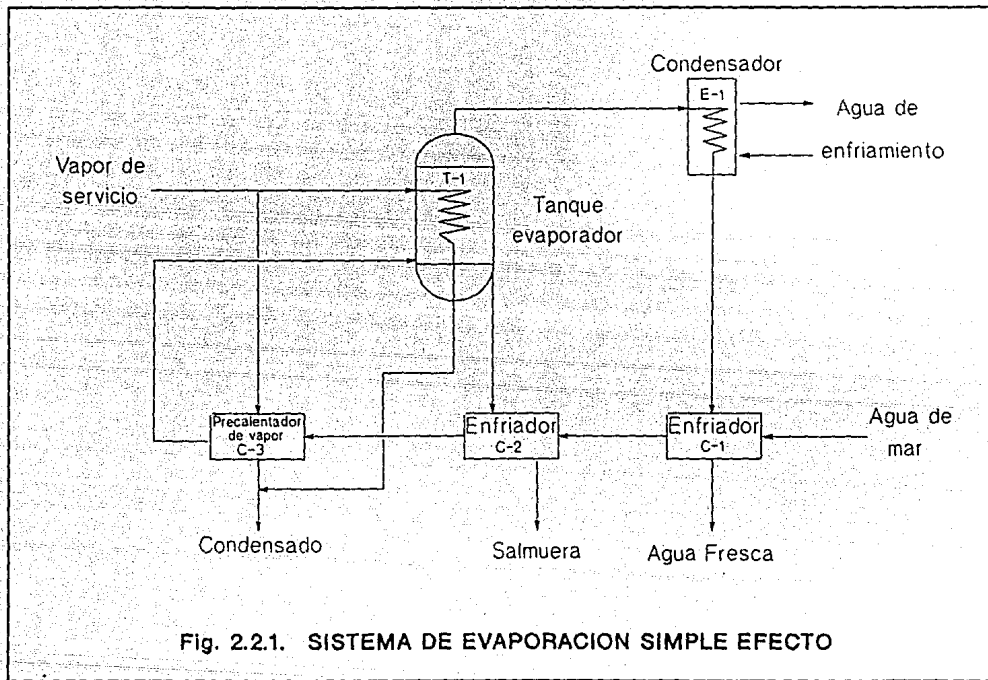 Condensador
E-1
Agua de
enfriamiento
Vapor de
servicio
T-1
Tanque
evaporador
Precalentador
de vapor
C-3
Enfriador
C-2
Enfriador
C-1
Agua de
mar
Condensado
Salmuera
Agua Fresca
Fig. 2.2.1. SISTEMA DE EVAPORACION SIMPLE EFECTO